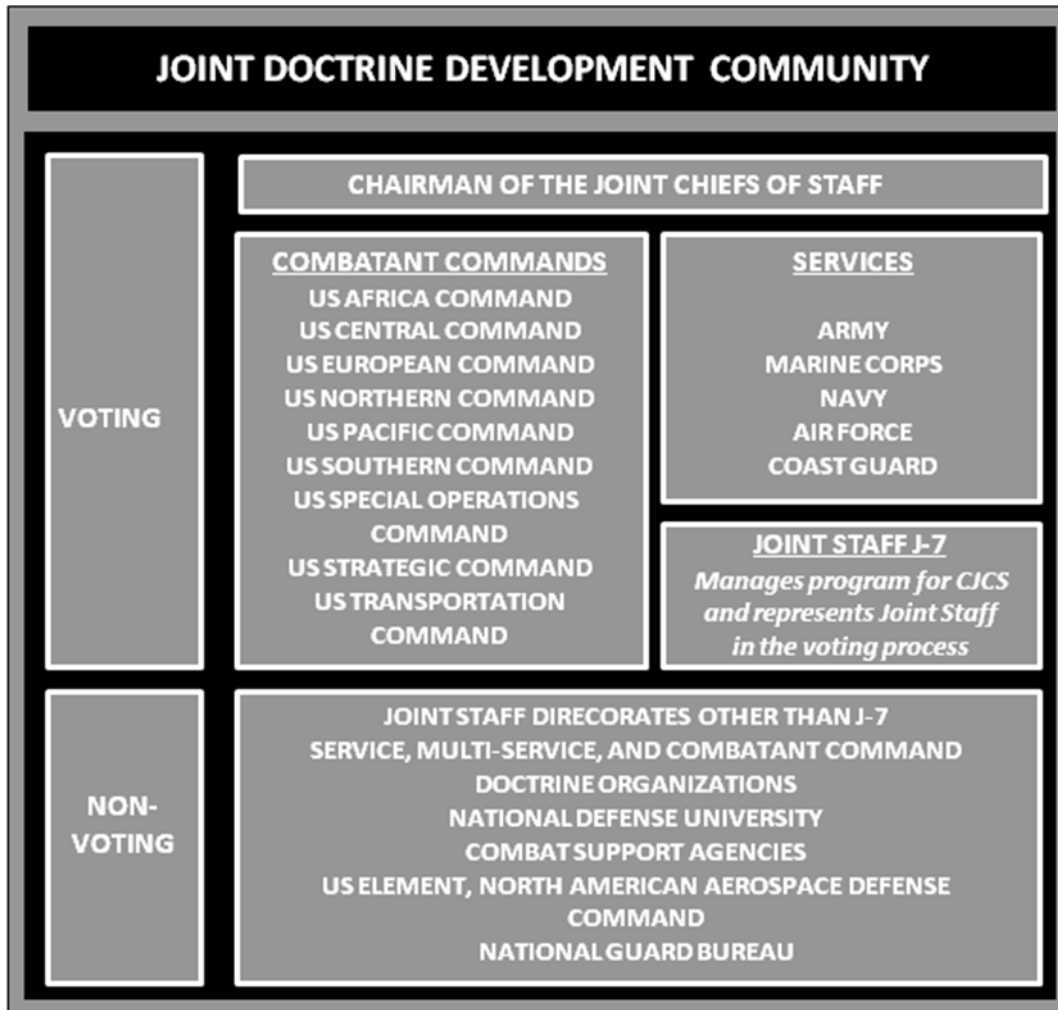 JOINT DOCTRINE DEVELOPMENT COMMUNITY
VOTING
CHAIRMAN OF THE JOINT CHIEFS OF STAFF
COMBATANT COMMANDS
US AFRICA COMMAND
US CENTRAL COMMAND
US EUROPEAN COMMAND
US NORTHERN COMMAND
US PACIFIC COMMAND
US SOUTHERN COMMAND
US SPECIAL OPERATIONS
COMMAND
US STRATEGIC COMMAND
US TRANSPORTATION
COMMAND
SERVICES
ARMY
MARINE CORPS
NAVY
AIR FORCE
COAST GUARD
JOINT STAFF J-7
Manages program for CJCS
and represents Joint Staff
in the voting process
NON-
VOTING
JOINT STAFF DIRECORATES OTHER THAN J-7
SERVICE, MULTI-SERVICE, AND COMBATANT COMMAND
DOCTRINE ORGANIZATIONS
NATIONAL DEFENSE UNIVERSITY
COMBAT SUPPORT AGENCIES
US ELEMENT, NORTH AMERICAN AEROSPACE DEFENSE
COMMAND
NATIONAL GUARD BUREAU